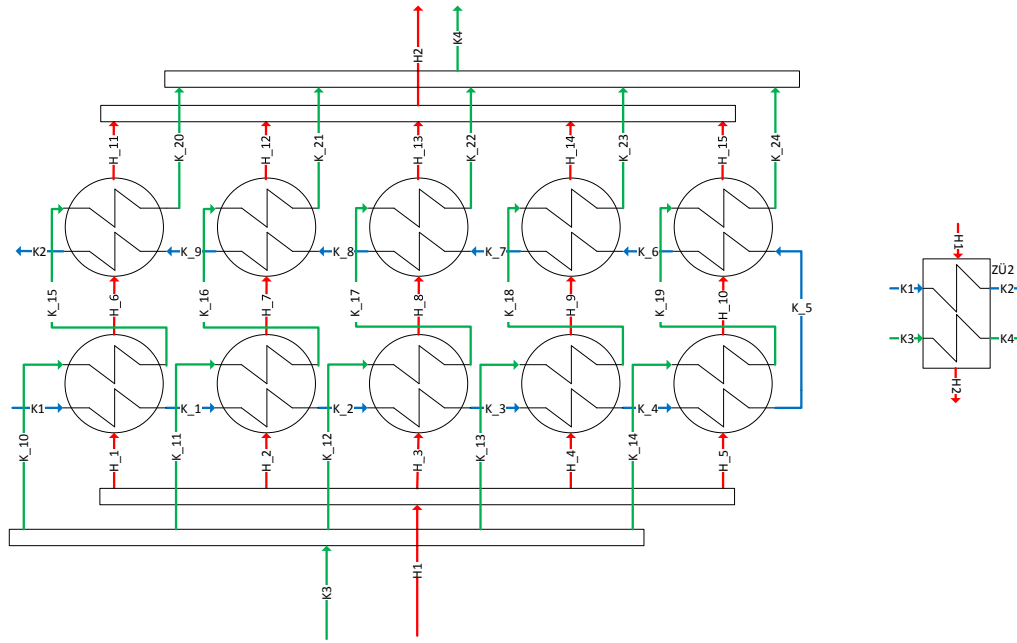 H2
K4
H_11
K_20
H_12
K_21
H_13
K_22
H_14
K_23
H_15
K_24
K2
K_9
K_8
K_7
K_6
K_15
H_6
K_16
H_7
K_17
H_8
K_18
H_9
K_19
H_10
K_5
K1
K_1
K_2
K_3
K_4
K_10
H_1
K_11
H_2
K_12
H_3
K_13
H_4
K_14
H_5
K3
H1
H1
ZÜ2
K1
K2
K3
K4
H2